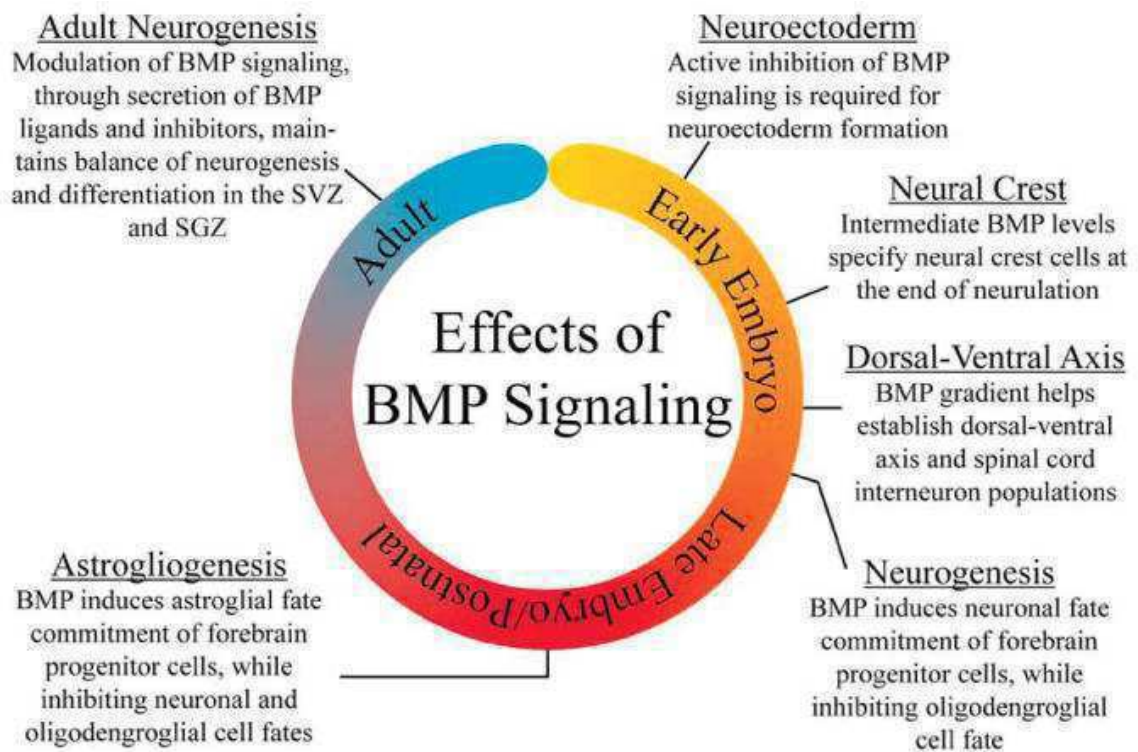 Adult Neurogenesis
Modulation of BMP signaling,
through secretion of BMP
ligands and inhibitors, main-
tains balance of neurogenesis
and differentiation in the SVZ
and SGZ
Neuroectoderm
Active inhibition of BMP
signaling is required for
neuroectoderm formation
Neural Crest
Intermediate BMP levels
specify neural crest cells at
the end of neurulation
Dorsal-Ventral Axis
BMP gradient helps
establish dorsal-ventral
axis and spinal cord
interneuron populations
Neurogenesis
BMP induces neuronal fate
commitment of forebrain
progenitor cells, while
inhibiting oligodengroglial
cell fate
Astrogliogenesis
BMP induces astroglial fate
commitment of forebrain
progenitor cells, while
inhibiting neuronal and
oligodengroglial cell fates
Adult
Early Embryo
Late Embryo/Postnatal
Effects of
BMP Signaling